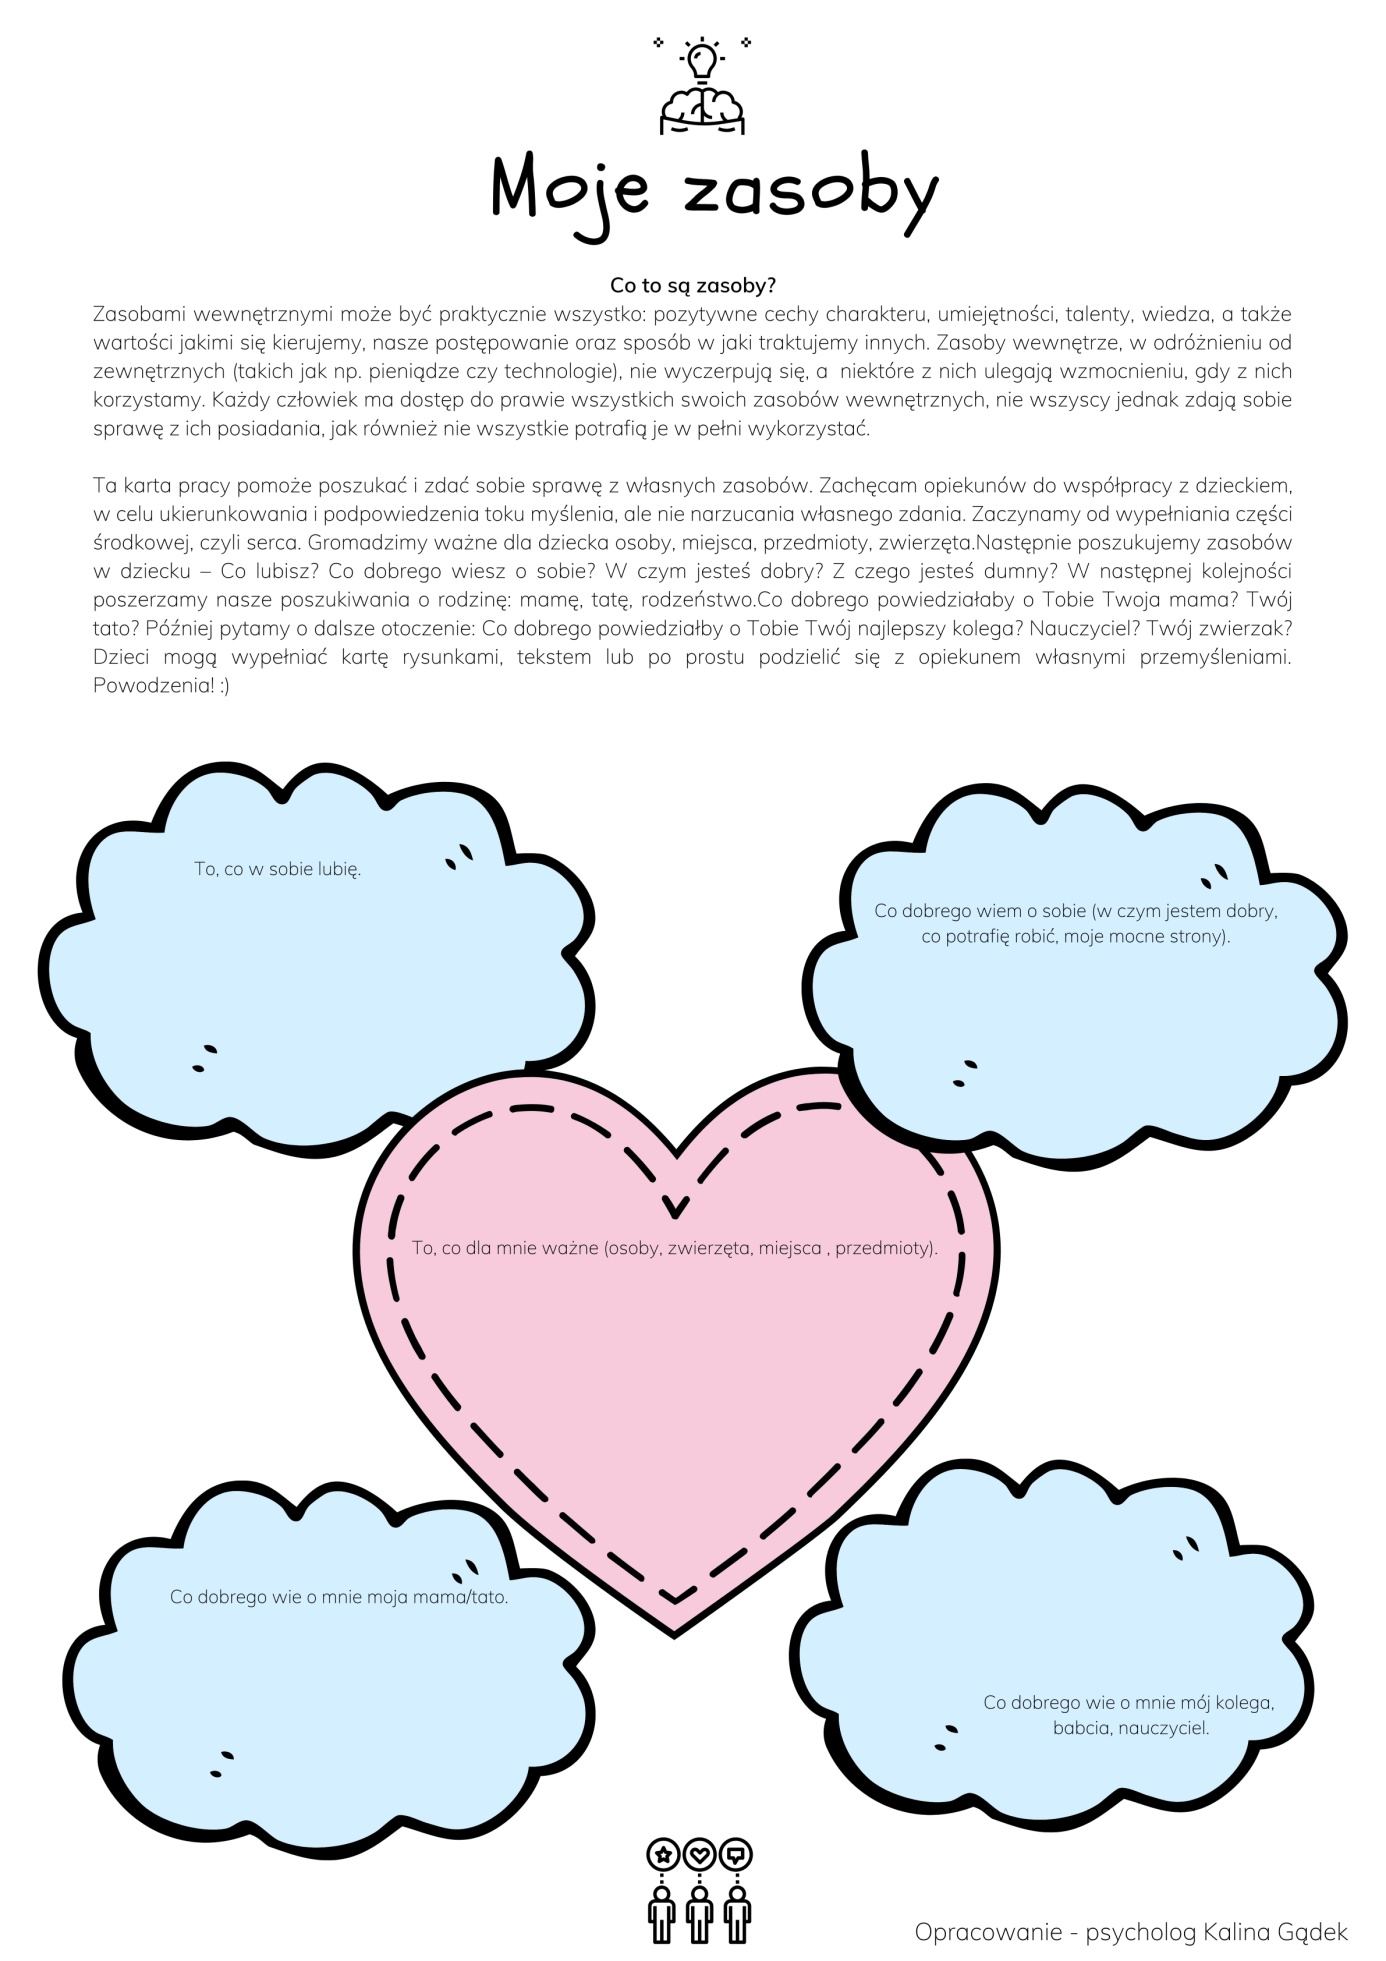 Moje zasoby
Co to są zasoby?
Zasobami wewnętrznymi może być praktycznie wszystko: pozytywne cechy charakteru, umiejętności, talenty, wiedza, a także
wartości jakimi się kierujemy, nasze postępowanie oraz sposób w jaki traktujemy innych. Zasoby wewnętrze, w odróżnieniu od
zewnętrznych (takich jak np. pieniądze czy technologie), nie wyczerpują się, a niektóre z nich ulegają wzmocnieniu, gdy z nich
korzystamy. Każdy człowiek ma dostęp do prawie wszystkich swoich zasobów wewnętrznych, nie wszyscy jednak zdają sobie
sprawę z ich posiadania, jak również nie wszystkie potrafią je w pełni wykorzystać.
Ta karta pracy pomoże poszukać i zdać sobie sprawę z własnych zasobów. Zachęcam opiekunów do współpracy z dzieckiem,
w celu ukierunkowania i podpowiedzenia toku myślenia, ale nie narzucania własnego zdania. Zaczynamy od wypełniania części
środkowej, czyli serca. Gromadzimy ważne dla dziecka osoby, miejsca, przedmioty, zwierzęta.Następnie poszukujemy zasobów
w dziecku – Co lubisz? Co dobrego wiesz o sobie? W czym jesteś dobry? Z czego jesteś dumny? W następnej kolejności
poszerzamy nasze poszukiwania o rodzinę: mamę, tatę, rodzeństwo.Co dobrego powiedziałaby o Tobie Twoja mama? Twój
tato? Później pytamy o dalsze otoczenie: Co dobrego powiedziałby o Tobie Twój najlepszy kolega? Nauczyciel? Twój zwierzak?
Dzieci mogą wypełniać kartę rysunkami, tekstem lub po prostu podzielić się z opiekunem własnymi przemyśleniami.
Powodzenia! :)
To, co w sobie lubię.
Co dobrego wiem o sobie (w czym jestem dobry,
co potrafię robić, moje mocne strony).
To, co dla mnie ważne (osoby, zwierzęta, miejsca , przedmioty).
Co dobrego wie o mnie moja mama/tato.
Co dobrego wie o mnie mój kolega,
babcia, nauczyciel.
Opracowanie - psycholog Kalina Gądek